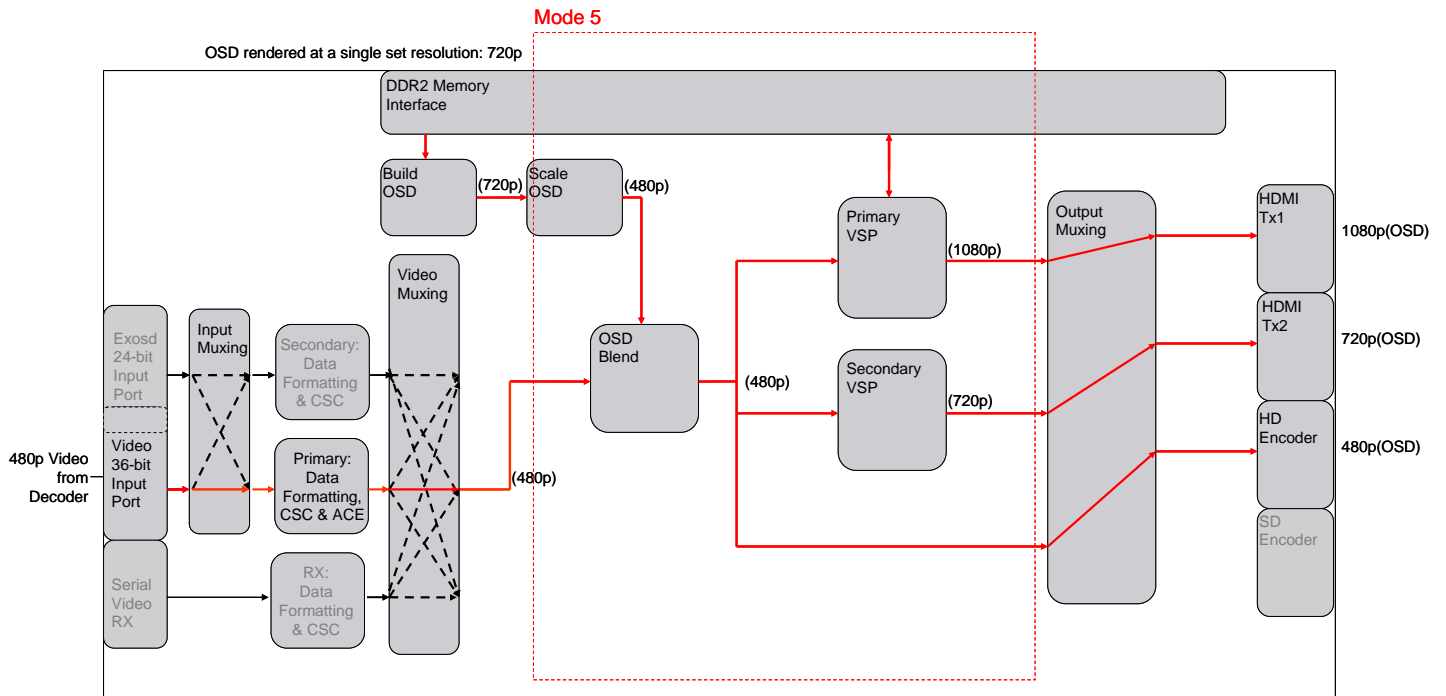 Mode 5
OSD rendered at a single set resolution: 720p
DDR2 Memory
Interface
Build
OSD
(720p)
Scale
OSD
(480p)
Primary
VSP
(1080p)
Output
Muxing
HDMI
Tx1
1080p(OSD)
Video
Muxing
Exosd
24-bit
Input
Port
Input
Muxing
Secondary:
Data
Formatting
& CSC
OSD
Blend
(480p)
Secondary
VSP
(720p)
HDMI
Tx2
720p(OSD)
480p Video
from
Decoder
Video
36-bit
Input
Port
Primary:
Data
Formatting,
CSC & ACE
(480p)
HD
Encoder
480p(OSD)
SD
Encoder
Serial
Video
RX
RX:
Data
Formatting
& CSC